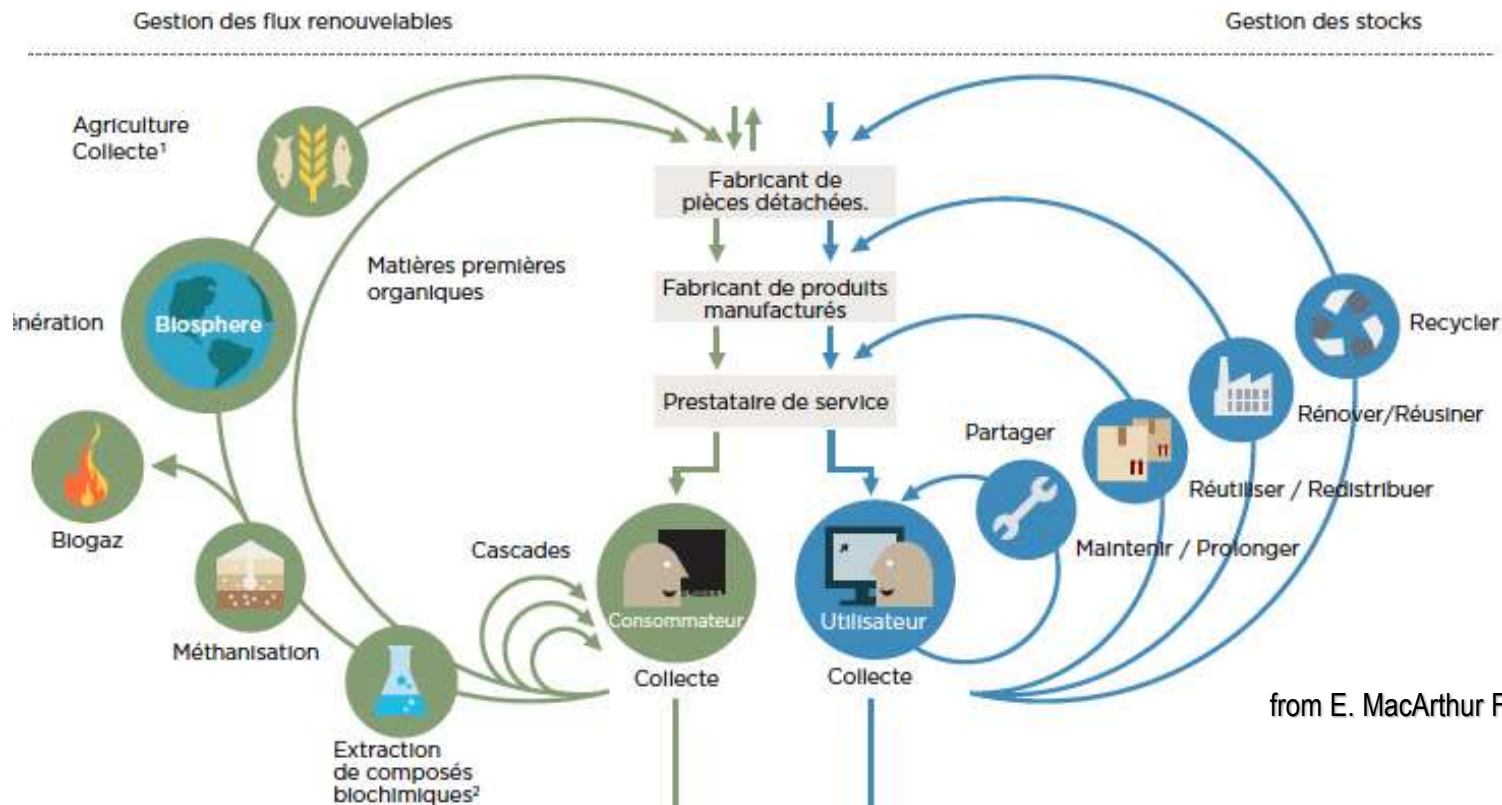 Gestion des flux renouvelables
Gestion des stocks
Agriculture
Collecte¹
Fabricant de
pièces détachées.
Matières premières
organiques
Fabricant de produits
manufacturés
énération
Biosphere
Recycler
Prestataire de service
Rénover/Réusiner
Partager
Réutiliser / Redistribuer
Biogaz
Cascades
Maintenir / Prolonger
Consommateur
Utilisateur
Méthanisation
Collecte
Collecte
from E. MacArthur F
Extraction
de composés
biochimiques²